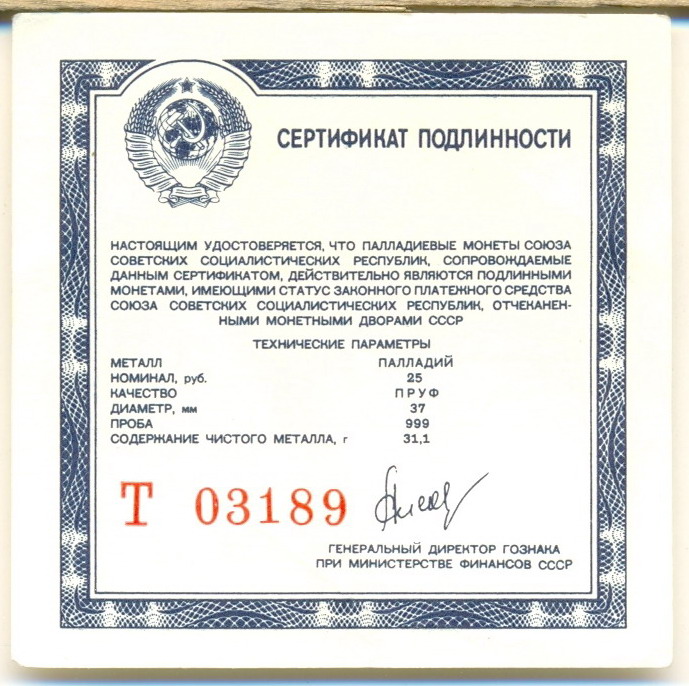 СЕРТИФИКАТ ПОДЛИННОСТИ
НАСТОЯЩИМ УДОСТОВЕРЯЕТСЯ, ЧТО ПАЛЛАДИЕВЫЕ МОНЕТЫ СОЮЗА
СОВЕТСКИХ СОЦИАЛИСТИЧЕСКИХ РЕСПУБЛИК, СОПРОВОЖДАЕМЫЕ
ДАННЫМ СЕРТИФИКАТОМ, ДЕЙСТВИТЕЛЬНО ЯВЛЯЮТСЯ ПОДЛИННЫМИ
МОНЕТАМИ, ИМЕЮЩИМИ СТАТУС ЗАКОННОГО ПЛАТЕЖНОГО СРЕДСТВА
СОЮЗА СОВЕТСКИХ СОЦИАЛИСТИЧЕСКИХ РЕСПУБЛИК, ОТЧЕКАНЕН-
НЫМИ МОНЕТНЫМИ ДВОРАМИ СССР
ТЕХНИЧЕСКИЕ ПАРАМЕТРЫ
МЕТАЛЛ ПАЛЛАДИЙ
НОМИНАЛ, руб. 25
КАЧЕСТВО ПРУФ
ДИАМЕТР, мм 37
ПРОБА 999
СОДЕРЖАНИЕ ЧИСТОГО МЕТАЛЛА, г 31,1
Т 03189
ГЕНЕРАЛЬНЫЙ ДИРЕКТОР ГОЗНАКА
ПРИ МИНИСТЕРСТВЕ ФИНАНСОВ СССР